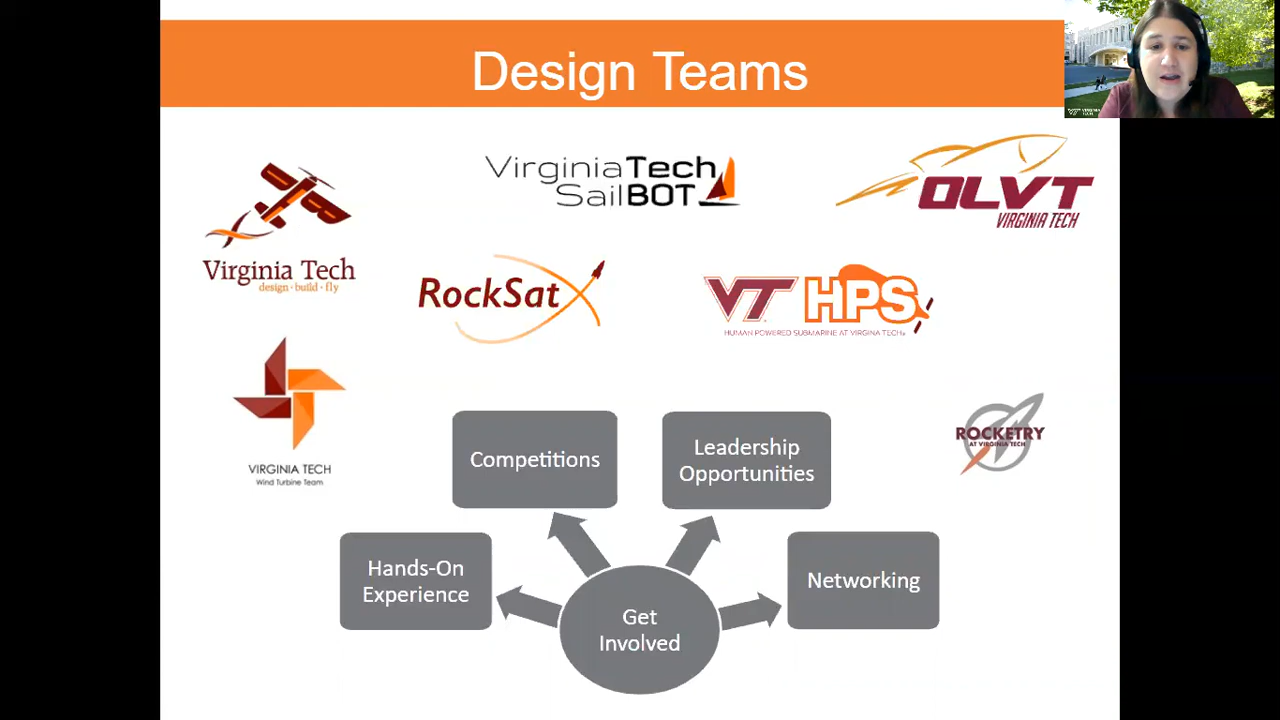 Design Teams
VIRGINIA
TECH
Virginia Tech
design · build · fly
VirginiaTech
SailBOT
OLVT
VIRGINIA TECH
RockSat X
VT HPS
HUMAN POWERED SUBMARINE AT VIRGINA TECH
VIRGINIA TECH
Wind Turbine Team
ROCKETRY
AT VIRGINIA TECH
Competitions
Leadership
Opportunities
Hands-On
Experience
Networking
Get
Involved